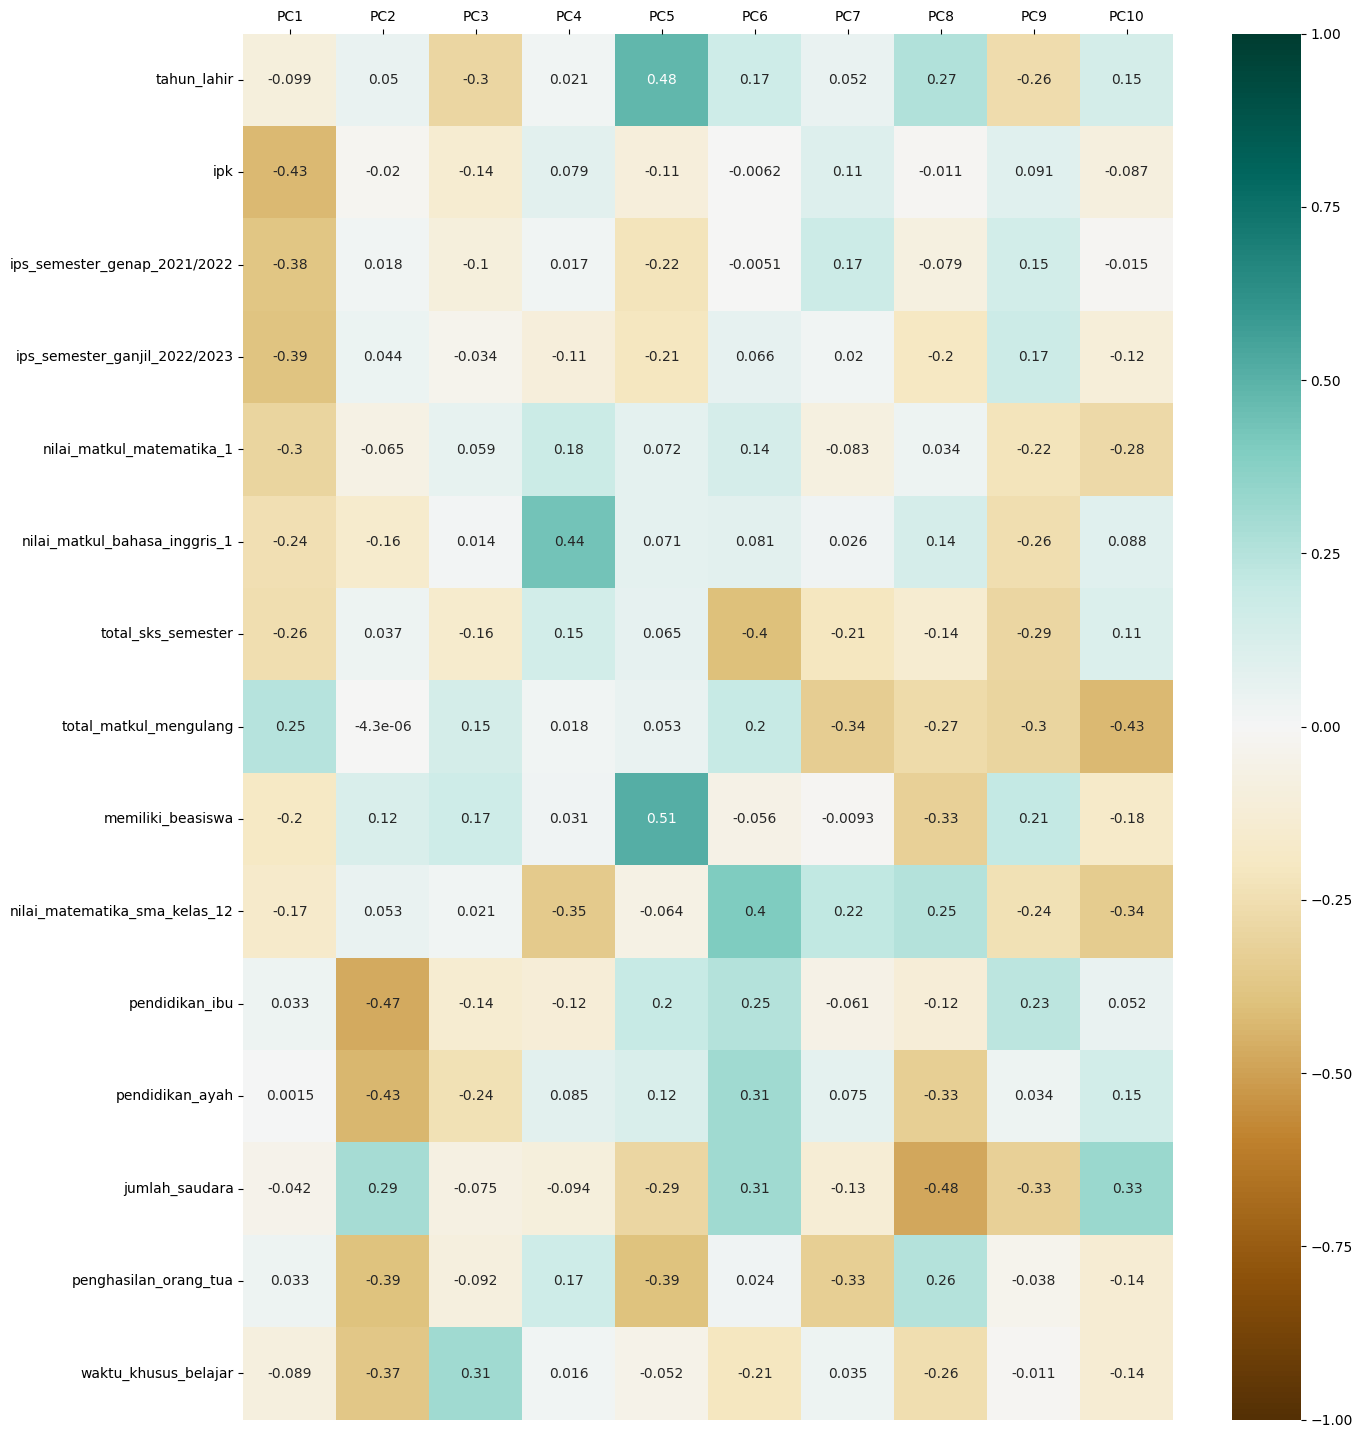 PC1 PC2 PC3 PC4 PC5 PC6 PC7 PC8 PC9 PC10
tahun_lahir -0.099 0.05 -0.3 0.021 0.48 0.17 0.052 0.27 -0.26 0.15
ipk -0.43 -0.02 -0.14 0.079 -0.11 -0.0062 0.11 -0.011 0.091 -0.087
ips_semester_genap_2021/2022 -0.38 0.018 -0.1 0.017 -0.22 -0.0051 0.17 -0.079 0.15 -0.015
ips_semester_ganjil_2022/2023 -0.39 0.044 -0.034 -0.11 -0.21 0.066 0.02 -0.2 0.17 -0.12
nilai_matkul_matematika_1 -0.3 -0.065 0.059 0.18 0.072 0.14 -0.083 0.034 -0.22 -0.28
nilai_matkul_bahasa_inggris_1 -0.24 -0.16 0.014 0.44 0.071 0.081 0.026 0.14 -0.26 0.088
total_sks_semester -0.26 0.037 -0.16 0.15 0.065 -0.4 -0.21 -0.14 -0.29 0.11
total_matkul_mengulang 0.25 -4.3e-06 0.15 0.018 0.053 0.2 -0.34 -0.27 -0.3 -0.43
memiliki_beasiswa -0.2 0.12 0.17 0.031 0.51 -0.056 -0.0093 -0.33 0.21 -0.18
nilai_matematika_sma_kelas_12 -0.17 0.053 0.021 -0.35 -0.064 0.4 0.22 0.25 -0.24 -0.34
pendidikan_ibu 0.033 -0.47 -0.14 -0.12 0.2 0.25 -0.061 -0.12 0.23 0.052
pendidikan_ayah 0.0015 -0.43 -0.24 0.085 0.12 0.31 0.075 -0.33 0.034 0.15
jumlah_saudara -0.042 0.29 -0.075 -0.094 -0.29 0.31 -0.13 -0.48 -0.33 0.33
penghasilan_orang_tua 0.033 -0.39 -0.092 0.17 -0.39 0.024 -0.33 0.26 -0.038 -0.14
waktu_khusus_belajar -0.089 -0.37 0.31 0.016 -0.052 -0.21 0.035 -0.26 -0.011 -0.14
1.00
0.75
0.50
0.25
0.00
−0.25
−0.50
−0.75
−1.00